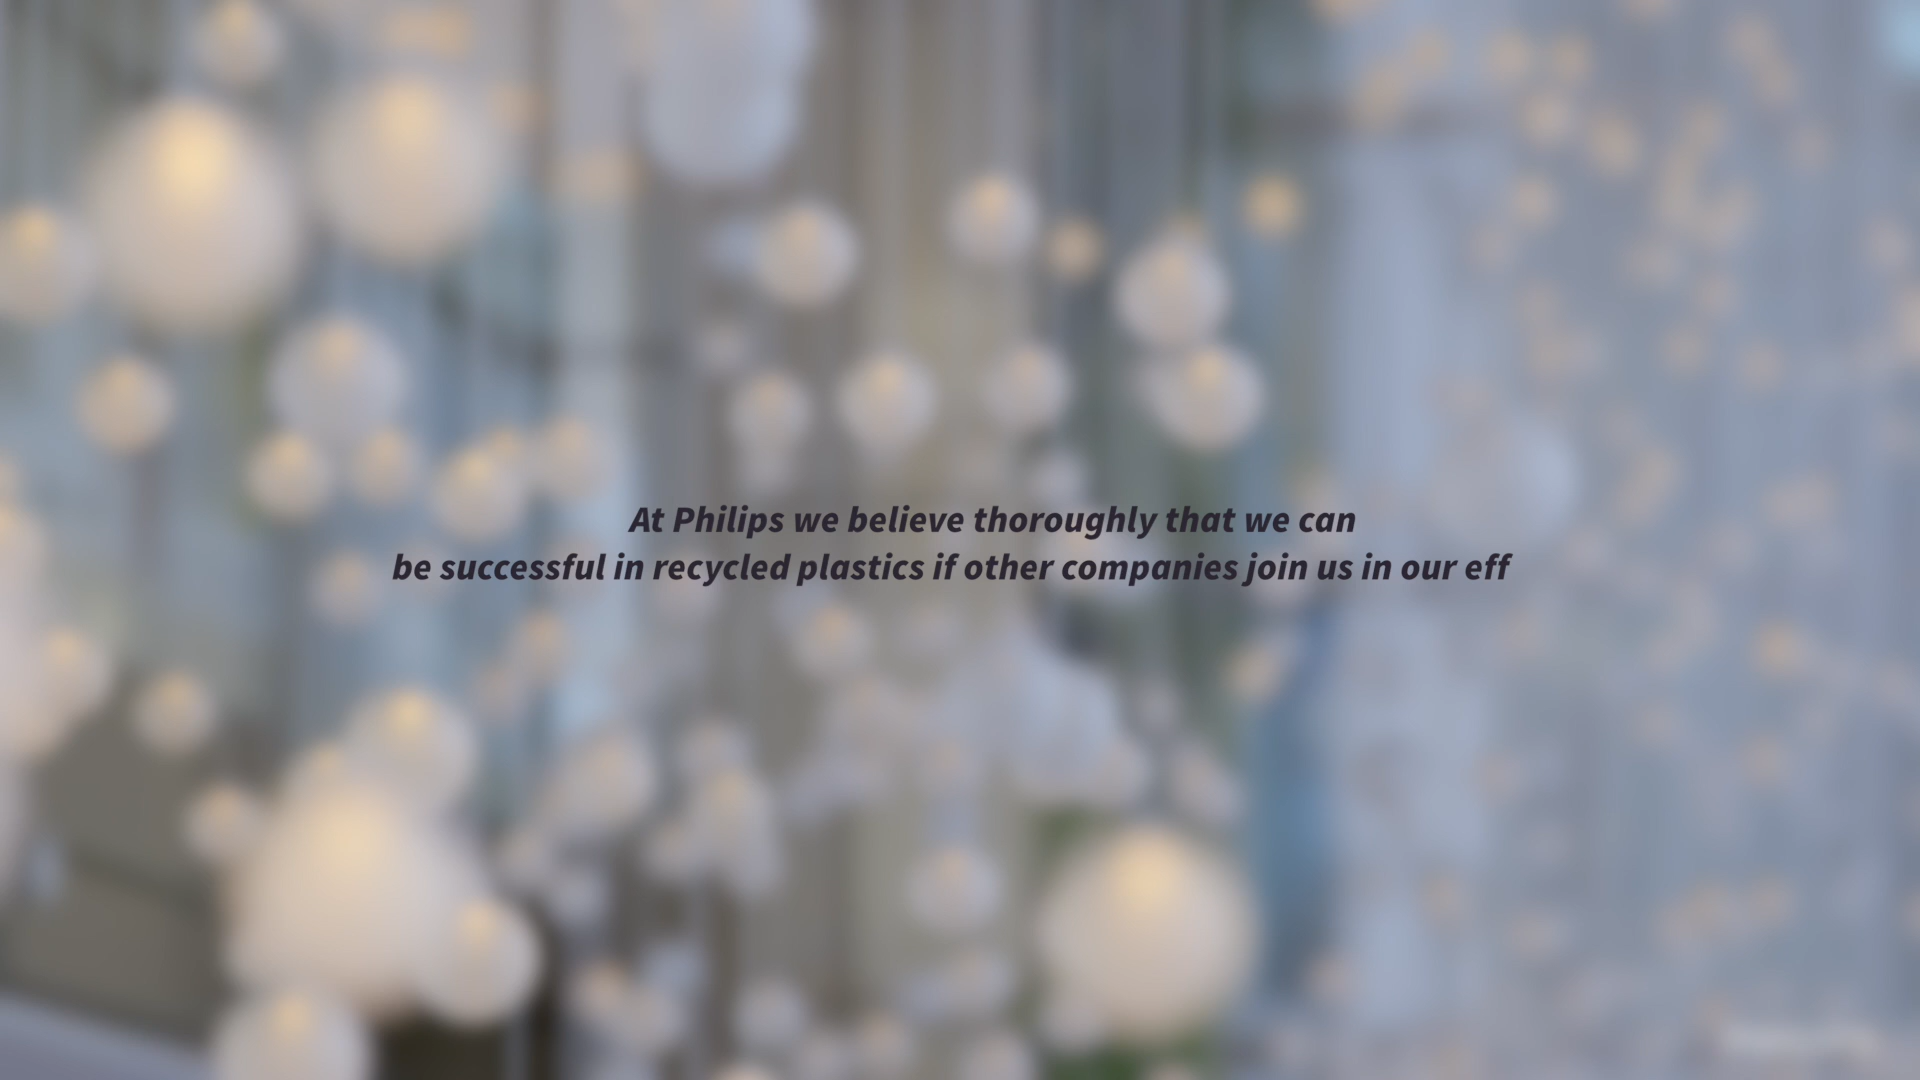 At Philips we believe thoroughly that we can
be successful in recycled plastics if other companies join us in our eff